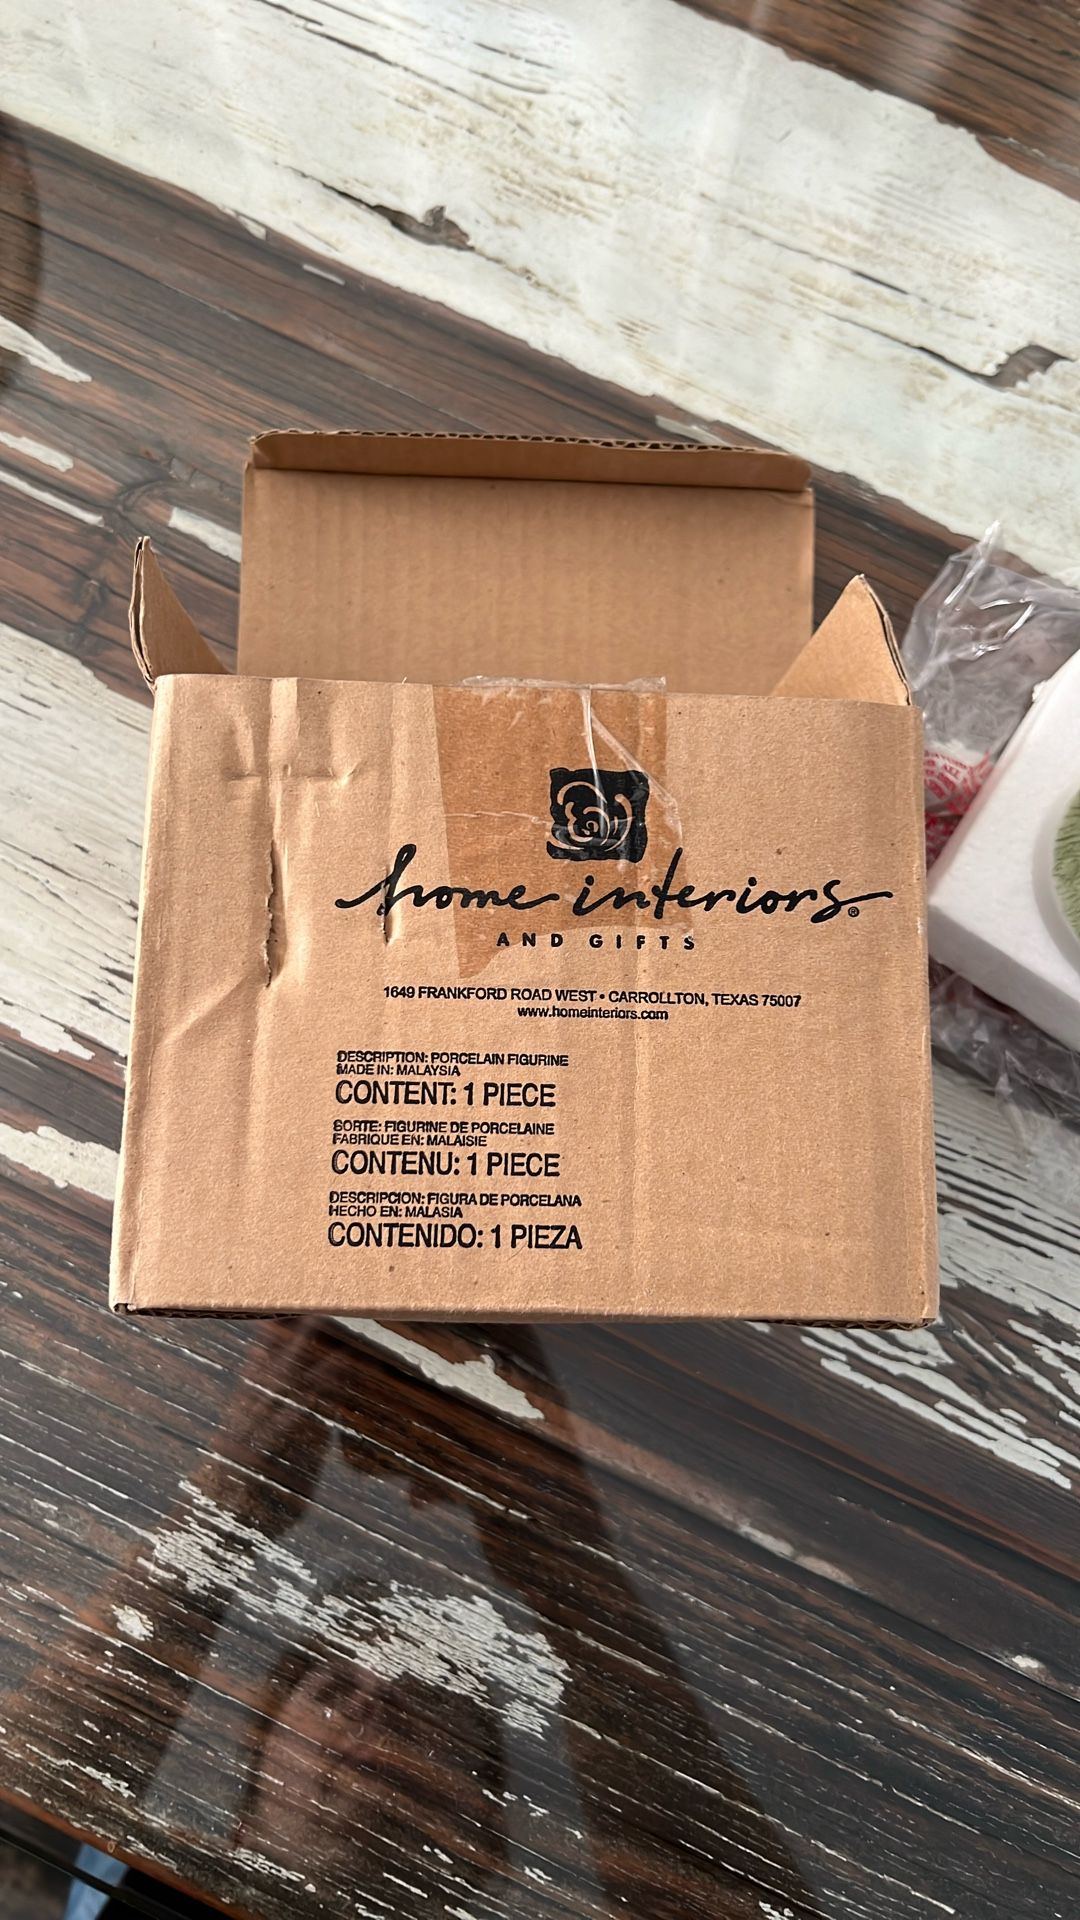 home interiors®
AND GIFTS
1649 FRANKFORD ROAD WEST • CARROLLTON, TEXAS 75007
www.homeinteriors.com
DESCRIPTION: PORCELAIN FIGURINE
MADE IN: MALAYSIA
CONTENT: 1 PIECE
SORTE: FIGURINE DE PORCELAINE
FABRIQUE EN: MALAISIE
CONTENU: 1 PIECE
DESCRIPCION: FIGURA DE PORCELANA
HECHO EN: MALASIA
CONTENIDO: 1 PIEZA